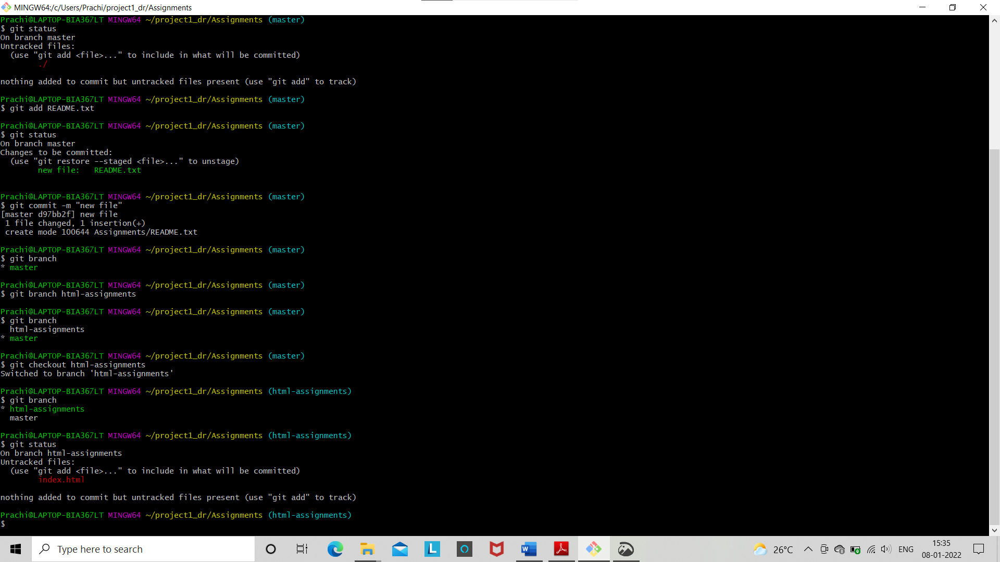 MINGW64:/c/Users/Prachi/project1_dr/Assignments
Prachi@LAPTOP-BIA367LT MINGW64 ~/project1_dr/Assignments (master)
$ git status
On branch master
Untracked files:
  (use "git add <file>..." to include in what will be committed)
        ./

nothing added to commit but untracked files present (use "git add" to track)

Prachi@LAPTOP-BIA367LT MINGW64 ~/project1_dr/Assignments (master)
$ git add README.txt

Prachi@LAPTOP-BIA367LT MINGW64 ~/project1_dr/Assignments (master)
$ git status
On branch master
Changes to be committed:
  (use "git restore --staged <file>..." to unstage)
        new file:   README.txt


Prachi@LAPTOP-BIA367LT MINGW64 ~/project1_dr/Assignments (master)
$ git commit -m "new file"
[master d97bb2f] new file
 1 file changed, 1 insertion(+)
 create mode 100644 Assignments/README.txt

Prachi@LAPTOP-BIA367LT MINGW64 ~/project1_dr/Assignments (master)
$ git branch
* master

Prachi@LAPTOP-BIA367LT MINGW64 ~/project1_dr/Assignments (master)
$ git branch html-assignments

Prachi@LAPTOP-BIA367LT MINGW64 ~/project1_dr/Assignments (master)
$ git branch
  html-assignments
* master

Prachi@LAPTOP-BIA367LT MINGW64 ~/project1_dr/Assignments (master)
$ git checkout html-assignments
Switched to branch 'html-assignments'

Prachi@LAPTOP-BIA367LT MINGW64 ~/project1_dr/Assignments (html-assignments)
$ git branch
* html-assignments
  master

Prachi@LAPTOP-BIA367LT MINGW64 ~/project1_dr/Assignments (html-assignments)
$ git status
On branch html-assignments
Untracked files:
  (use "git add <file>..." to include in what will be committed)
        index.html

nothing added to commit but untracked files present (use "git add" to track)

Prachi@LAPTOP-BIA367LT MINGW64 ~/project1_dr/Assignments (html-assignments)
$
Type here to search
L
W
26°C
ENG
15:35
08-01-2022